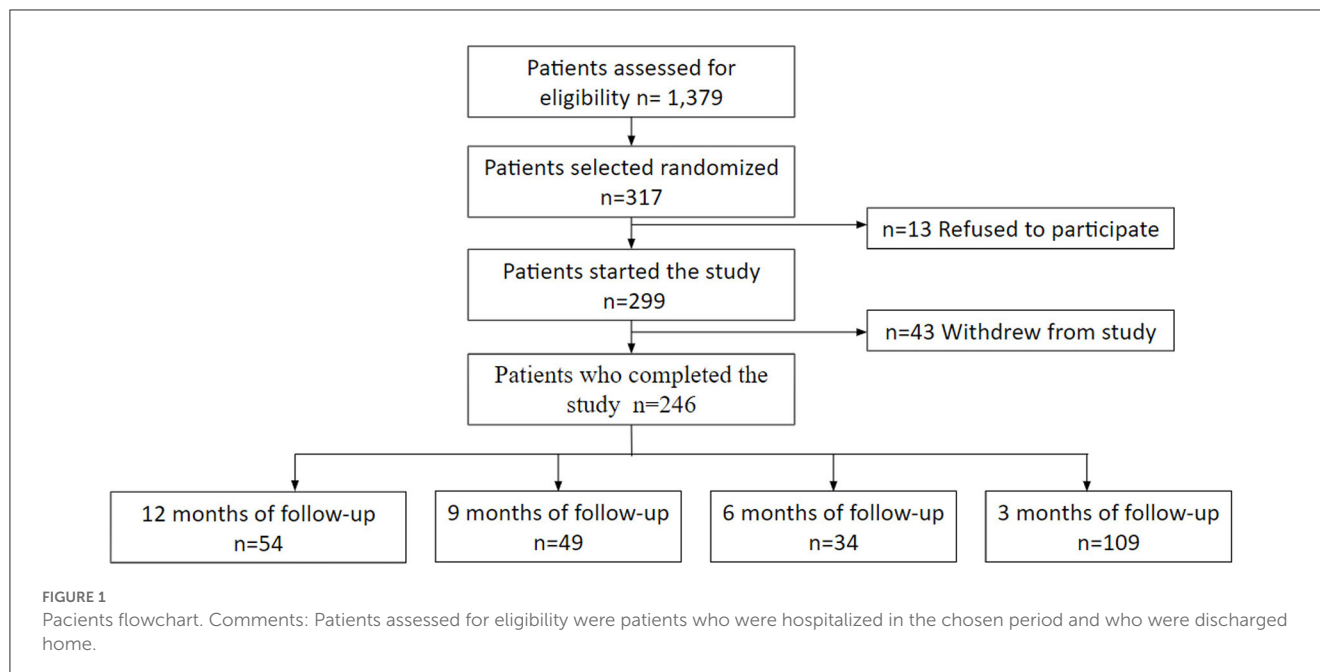 Patients assessed for
eligibility n= 1,379
Patients selected randomized
n=317
n=13 Refused to participate
Patients started the study
n=299
n=43 Withdrew from study
Patients who completed the
study n=246
12 months of follow-up
n=54
9 months of follow-up
n=49
6 months of follow-up
n=34
3 months of follow-up
n=109
FIGURE 1
Pacients flowchart. Comments: Patients assessed for eligibility were patients who were hospitalized in the chosen period and who were discharged
home.